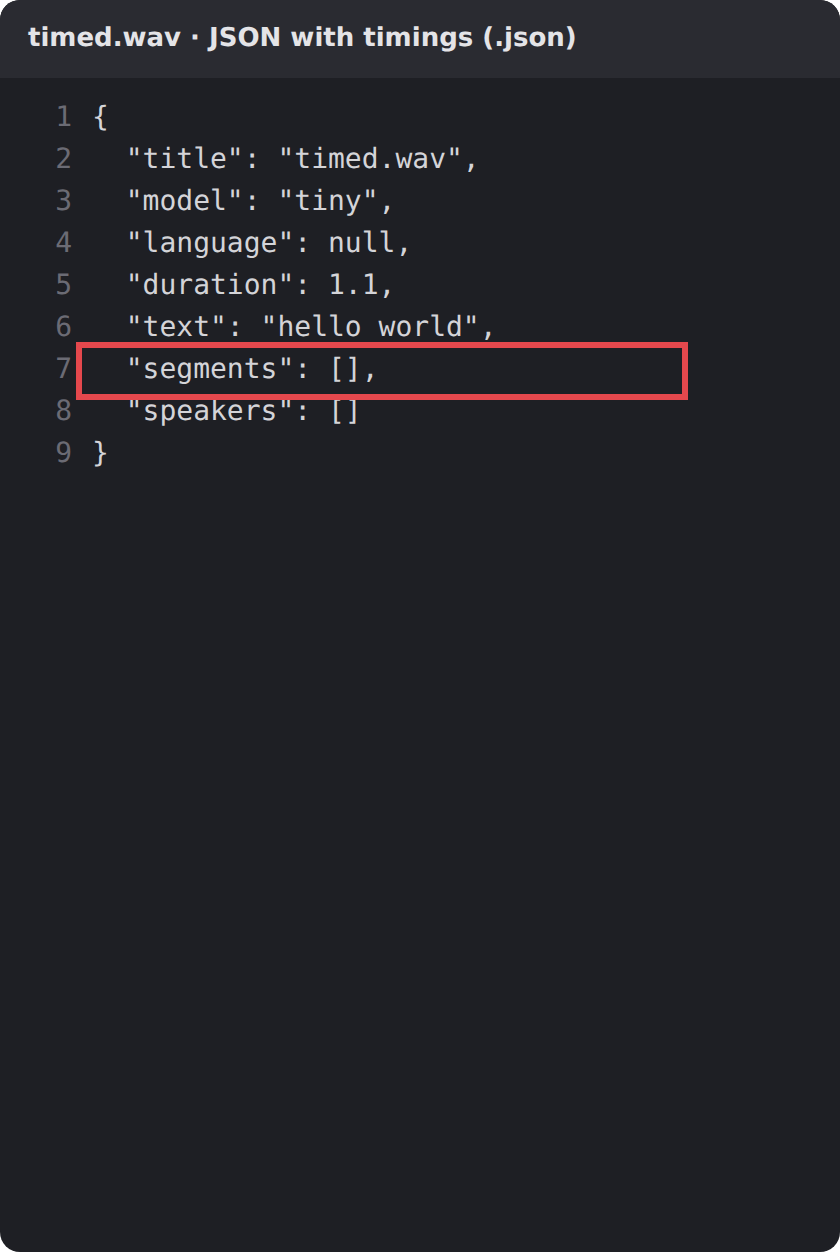 timed.wav · JSON with timings (.json)
1 {
2   "title": "timed.wav",
3   "model": "tiny",
4   "language": null,
5   "duration": 1.1,
6   "text": "hello world",
7   "segments": [],
8   "speakers": []
9 }